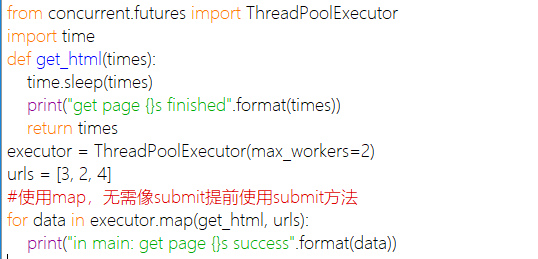 from concurrent.futures import ThreadPoolExecutor
import time
def get_html(times):
    time.sleep(times)
    print("get page {}s finished".format(times))
    return times
executor = ThreadPoolExecutor(max_workers=2)
urls = [3, 2, 4]
#使用map，无需像submit提前使用submit方法
for data in executor.map(get_html, urls):
    print("in main: get page {}s success".format(data))